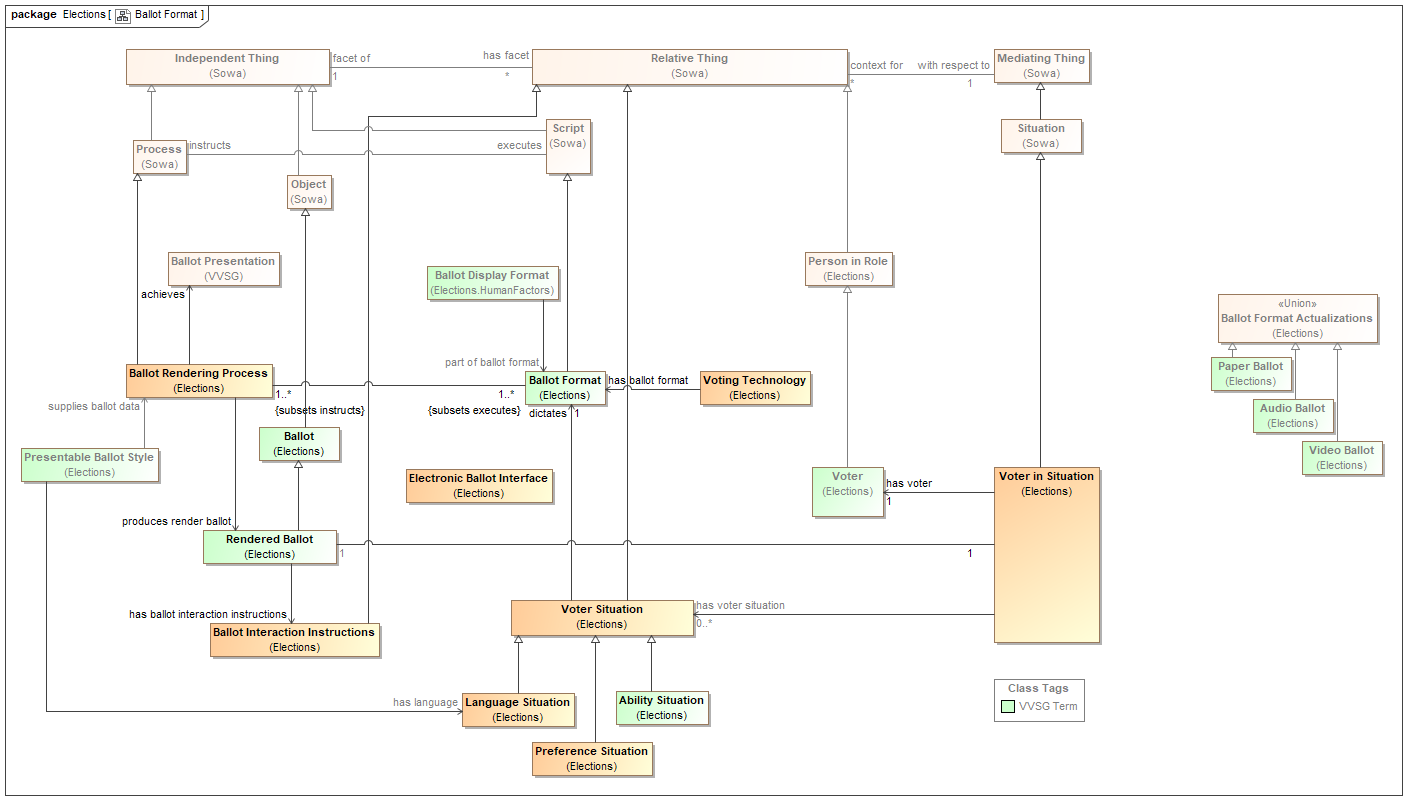 package Elections [ Ballot Format ]
Independent Thing
(Sowa)
facet of
1
has facet
*
Relative Thing
(Sowa)
context for
*
with respect to
1
Mediating Thing
(Sowa)
Process
(Sowa)
instructs
executes
Script
(Sowa)
Situation
(Sowa)
Object
(Sowa)
Ballot Presentation
(VVSG)
achieves
Ballot Display Format
(Elections.HumanFactors)
Person in Role
(Elections)
«Union»
Ballot Format Actualizations
(Elections)
part of ballot format
Ballot Rendering Process
(Elections)
1..*
{subsets instructs}
1..*
{subsets executes}
Ballot Format
(Elections)
dictates
1
has ballot format
Voting Technology
(Elections)
Paper Ballot
(Elections)
Audio Ballot
(Elections)
Video Ballot
(Elections)
supplies ballot data
Presentable Ballot Style
(Elections)
Ballot
(Elections)
Electronic Ballot Interface
(Elections)
Voter
(Elections)
has voter
1
Voter in Situation
(Elections)
produces render ballot
Rendered Ballot
(Elections)
1
1
has ballot interaction instructions
Ballot Interaction Instructions
(Elections)
Voter Situation
(Elections)
has voter situation
0..*
has language
Language Situation
(Elections)
Ability Situation
(Elections)
Preference Situation
(Elections)
Class Tags
VVSG Term